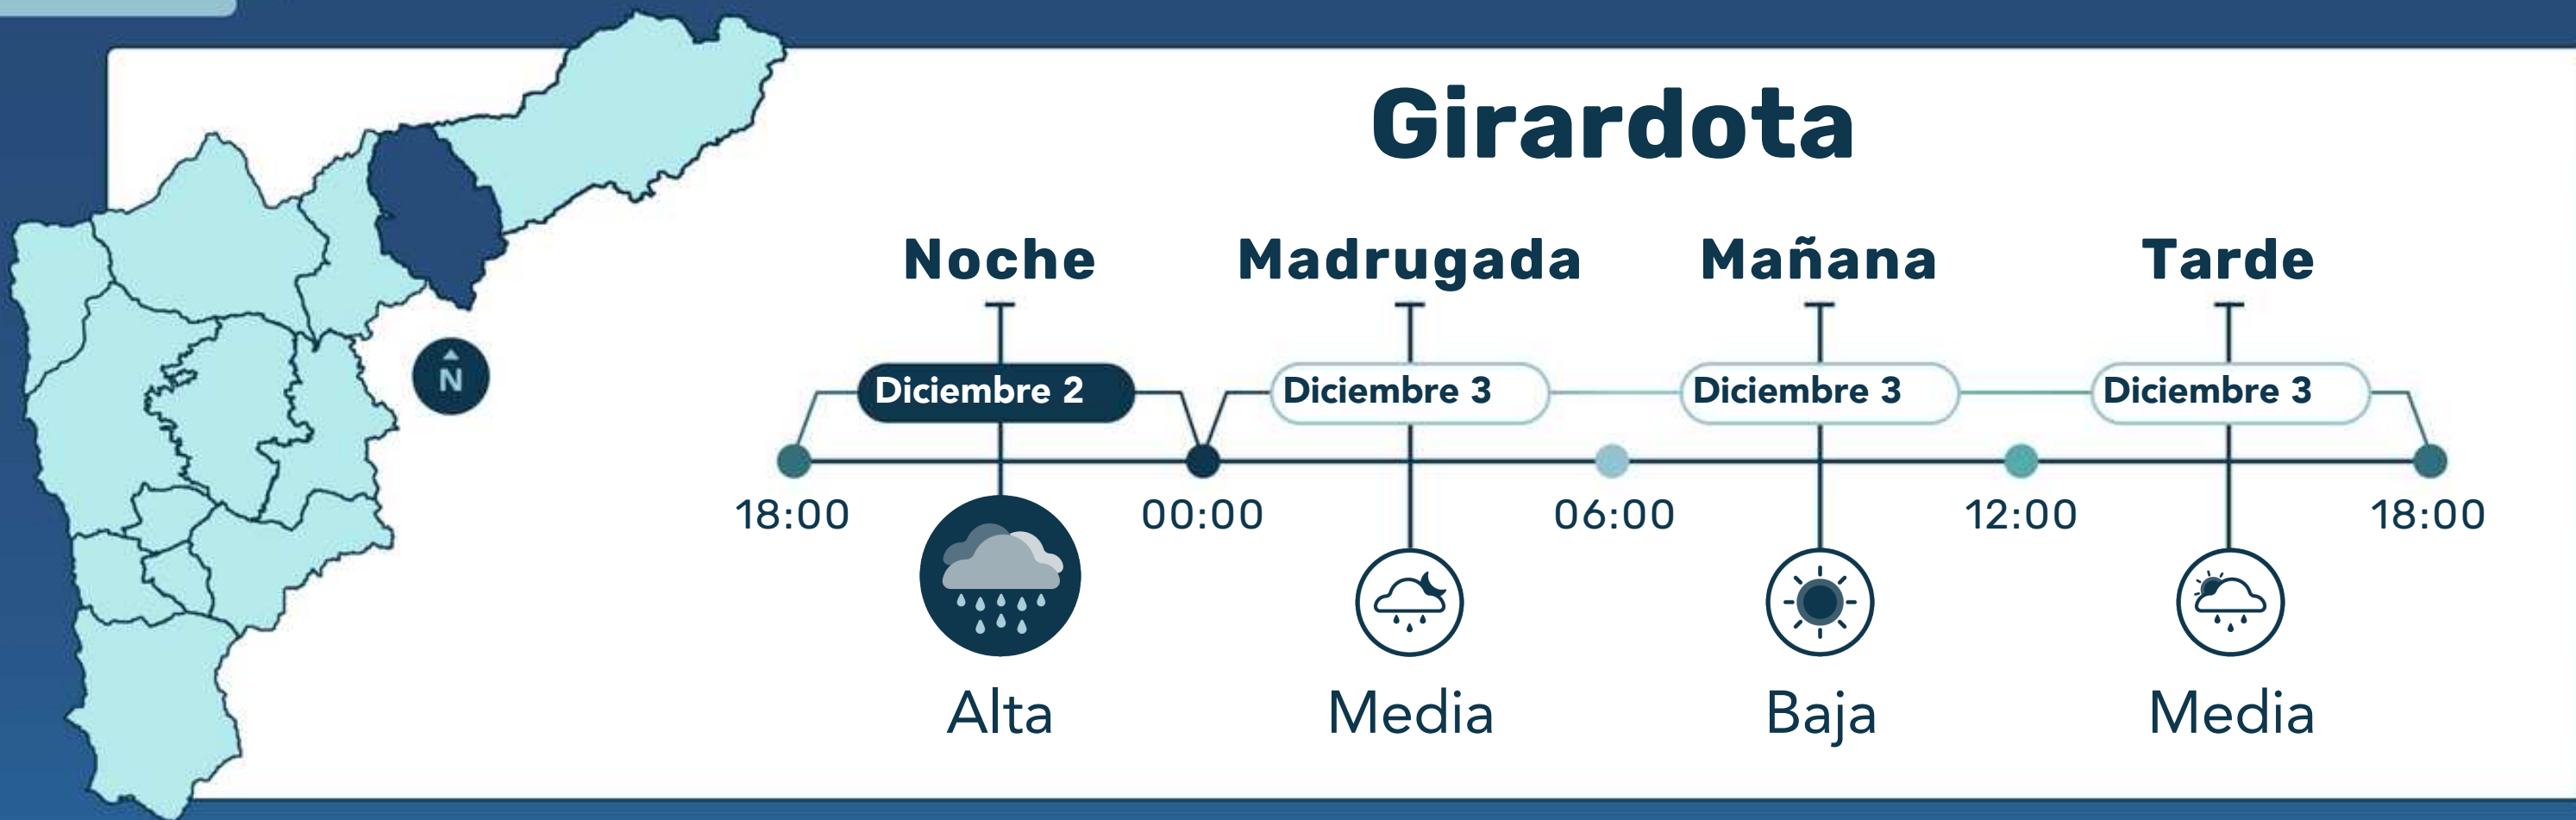 Girardota
Noche Madrugada Mañana Tarde
Diciembre 2 Diciembre 3 Diciembre 3 Diciembre 3
N
18:00 00:00 06:00 12:00 18:00
Alta Media Baja Media